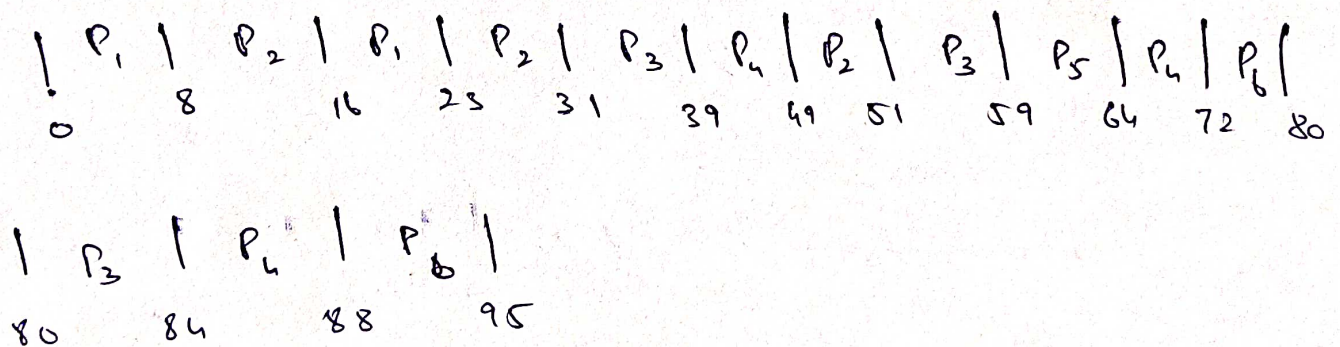 | P₁ | P₂ | P₁ | P₂ | P₃ | P₄ | P₂ | P₃ | P₅ | P₄ | P₆ |
0 8 16 23 31 39 49 51 59 64 72 80
| P₃ | P₄ | P₆ |
80 84 88 95